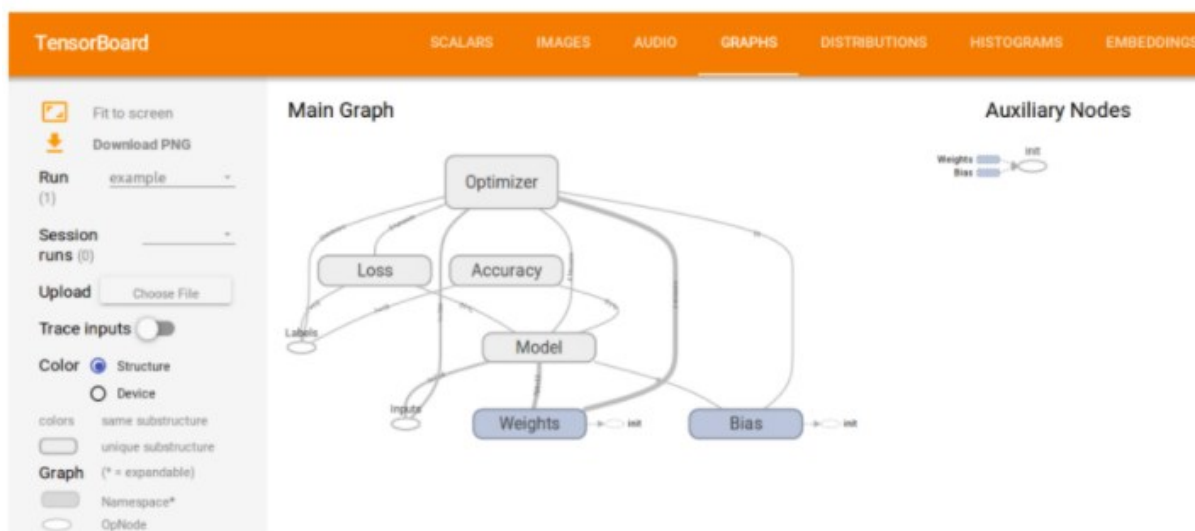 TensorBoard
SCALARS IMAGES AUDIO GRAPHS DISTRIBUTIONS HISTOGRAMS EMBEDDINGS
Fit to screen
Download PNG
Run example
(1)
Session
runs (0)
Upload Choose File
Trace inputs
Color Structure
Device
colors same substructure
unique substructure
Graph (* = expandable)
Namespace*
OpNode
Main Graph
Optimizer
Loss
Accuracy
Labels
Model
Inputs
Weights
init
Bias
init
Auxiliary Nodes
init
Weights
Bias